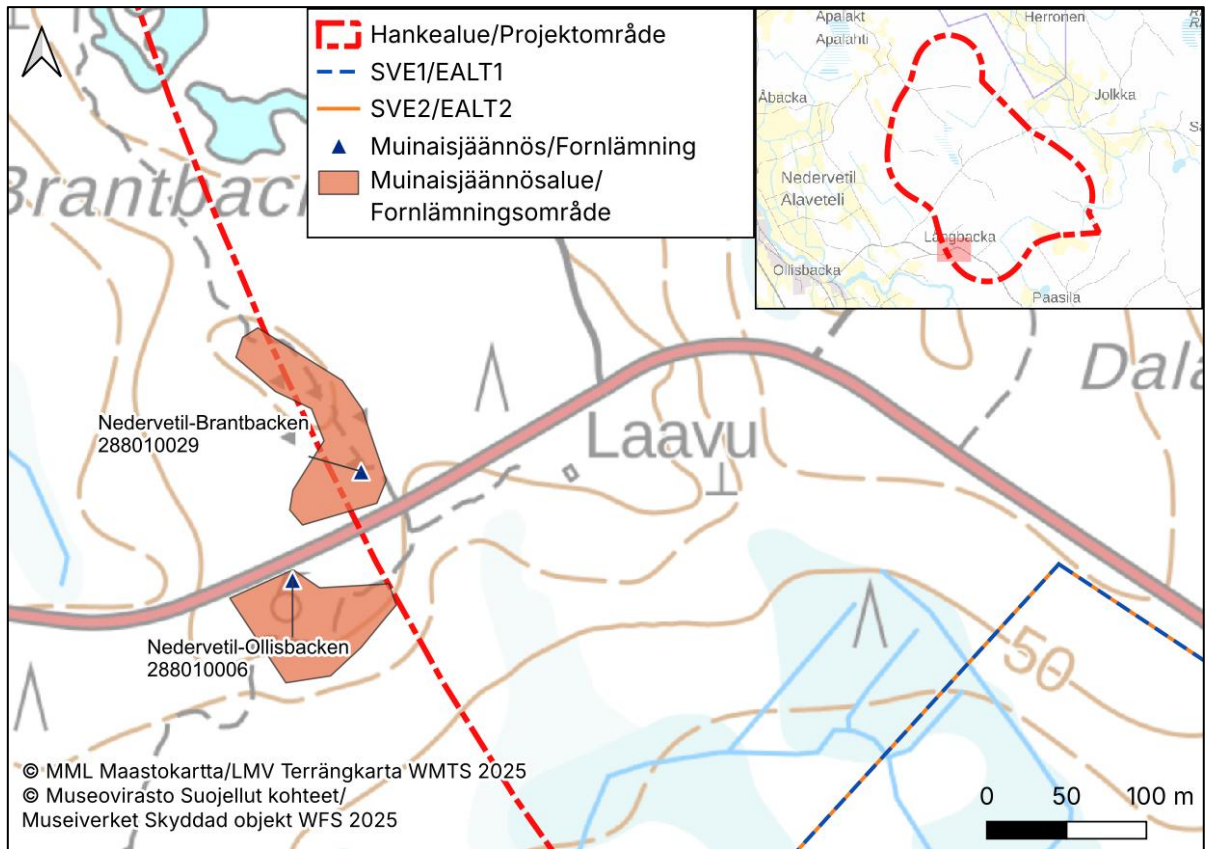 Hankealue/Projektområde
SVE1/EALT1
SVE2/EALT2
Muinaisjäännös/Fornlämning
Muinaisjäännösalue/
Fornlämningsområde
Apalakt
Apalahti
Herronen
Åbacka
Jolkka
Nedervetil
Alaveteli
Långbacka
Ollisbacka
Paasila
Brantback
Nedervetil-Brantbacken
288010029
Laavu
Dala
Nedervetil-Ollisbacken
288010006
50
© MML Maastokartta/LMV Terrängkarta WMTS 2025
© Museovirasto Suojellut kohteet/
Museiverket Skyddad objekt WFS 2025
0 50 100 m